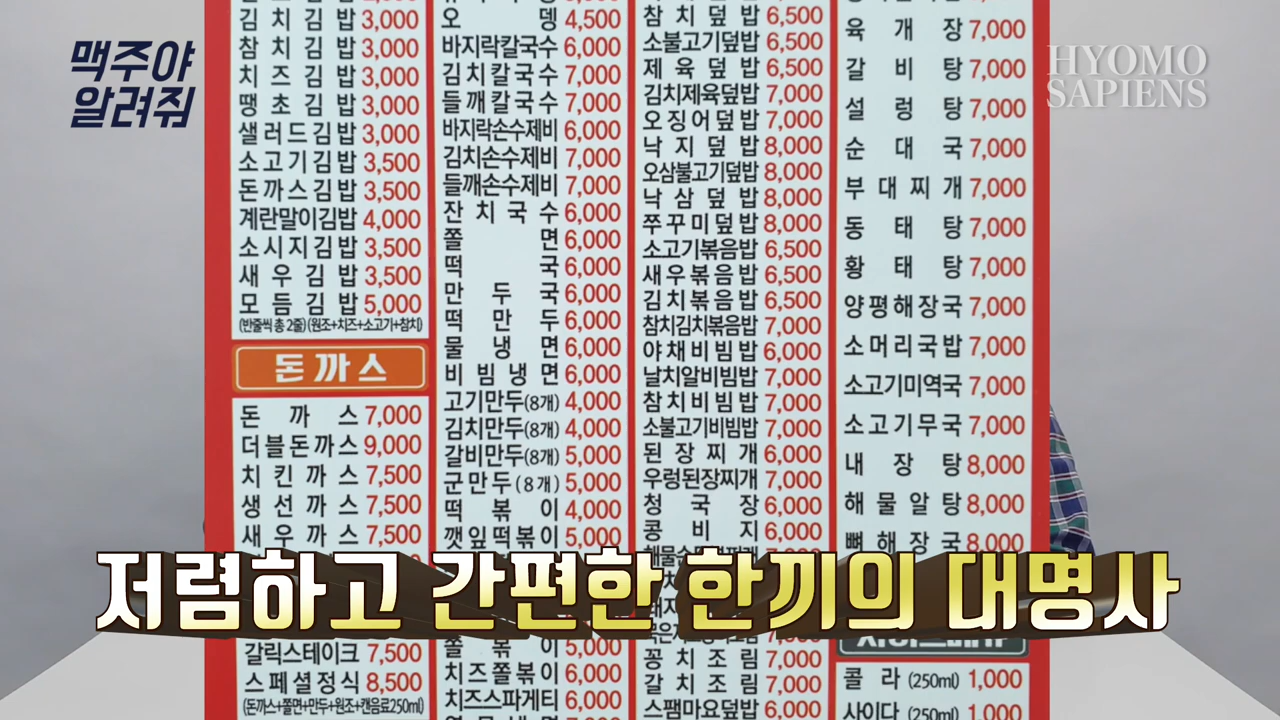 맥주야
알려줘
HYOMO
SAPIENS
김치김밥 3,000
참치김밥 3,000
치즈김밥 3,000
땡초김밥 3,000
샐러드김밥 3,000
소고기김밥 3,500
돈까스김밥 3,500
계란말이김밥 4,000
소시지김밥 3,500
새우김밥 3,500
모듬김밥 5,000
(반줄씩 총 2줄) (원조+치즈+소고기+참치)
돈까스
돈까스 7,000
더블돈까스 9,000
치킨까스 7,500
생선까스 7,500
새우까스 7,500
갈릭스테이크 7,500
스페셜정식 8,500
(돈까스+쫄면+만두+원조+캔음료250ml)
오뎅 4,500
바지락칼국수 6,000
김치칼국수 7,000
들깨칼국수 7,000
바지락손수제비 6,000
김치손수제비 7,000
들깨손수제비 7,000
잔치국수 6,000
쫄면 6,000
떡국 6,000
만두국 6,000
떡만두 6,000
물냉면 6,000
비빔냉면 6,000
고기만두(8개) 4,000
김치만두(8개) 4,000
갈비만두(8개) 5,000
군만두(8개) 5,000
떡볶이 4,000
깻잎떡볶이 5,000
쫄볶이 5,000
치즈쫄볶이 6,000
치즈스파게티 6,000
참치덮밥 6,500
소불고기덮밥 6,500
제육덮밥 6,500
김치제육덮밥 7,000
오징어덮밥 7,000
낙지덮밥 8,000
오삼불고기덮밥 8,000
낙삼덮밥 8,000
쭈꾸미덮밥 8,000
소고기볶음밥 6,500
새우볶음밥 6,500
김치볶음밥 6,500
참치김치볶음밥 7,000
야채비빔밥 6,000
날치알비빔밥 7,000
참치비빔밥 7,000
소불고기비빔밥 7,000
된장찌개 6,000
우렁된장찌개 7,000
청국장 6,000
콩비지 6,000
꽁치조림 7,000
갈치조림 7,000
스팸마요덮밥 6,000
육개장 7,000
갈비탕 7,000
설렁탕 7,000
순대국 7,000
부대찌개 7,000
동태탕 7,000
황태탕 7,000
양평해장국 7,000
소머리국밥 7,000
소고기미역국 7,000
소고기무국 7,000
내장탕 8,000
해물알탕 8,000
뼈해장국 8,000
콜라 (250ml) 1,000
사이다 (250ml) 1,000
저렴하고 간편한 한끼의 대명사